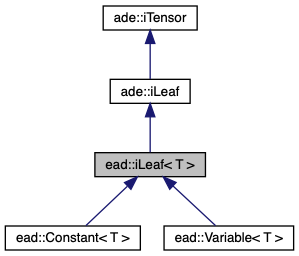 ade::iTensor
ade::iLeaf
ead::iLeaf< T >
ead::Constant< T >
ead::Variable< T >